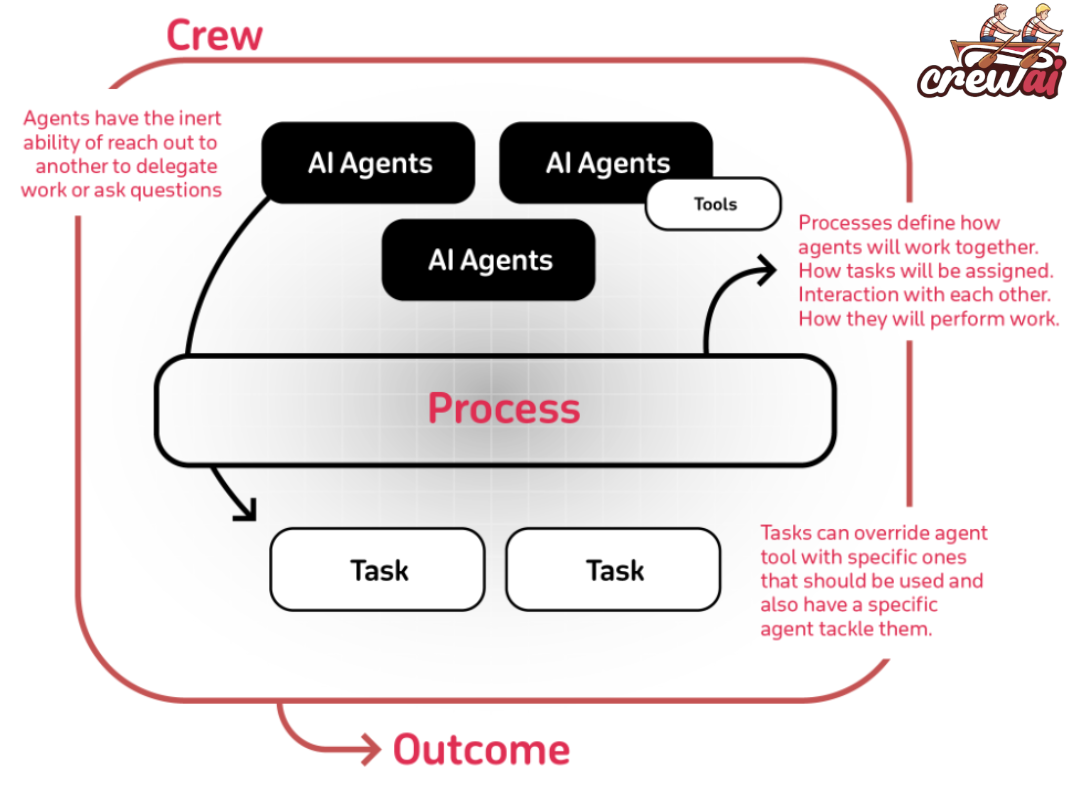 Crew
crewai
Agents have the inert
ability of reach out to
another to delegate
work or ask questions
AI Agents
AI Agents
Tools
AI Agents
Processes define how
agents will work together.
How tasks will be assigned.
Interaction with each other.
How they will perform work.
Process
Tasks can override agent
tool with specific ones
that should be used and
also have a specific
agent tackle them.
Task
Task
Outcome